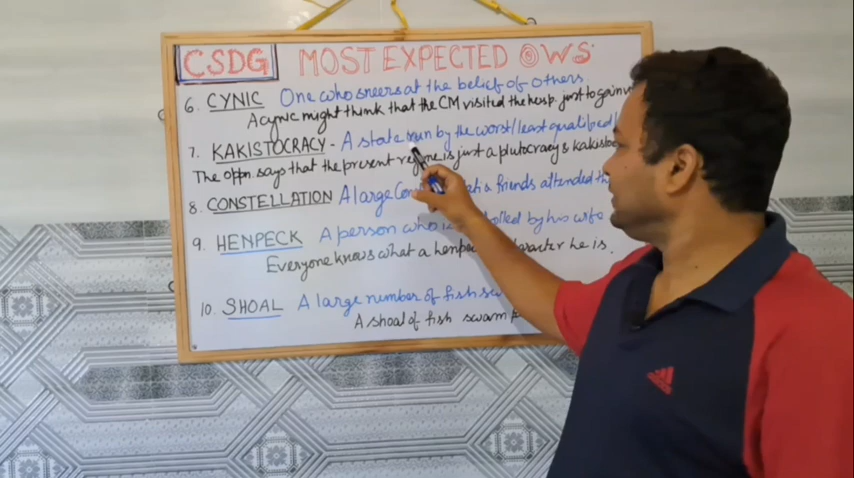 CSDG MOST EXPECTED OWS
6. CYNIC One who sneers at the belief of others.
A cynic might think that the CM visited the hosp. just to gain
7. KAKISTOCRACY - A state run by the worst/least qualified
The oppn. says that the present regime is just a plutocracy &
8. CONSTELLATION A large & friends attended
9. HENPECK A person who is by his wife
Everyone knows what a he is.
10. SHOAL A large number of fish
A shoal of fish swam